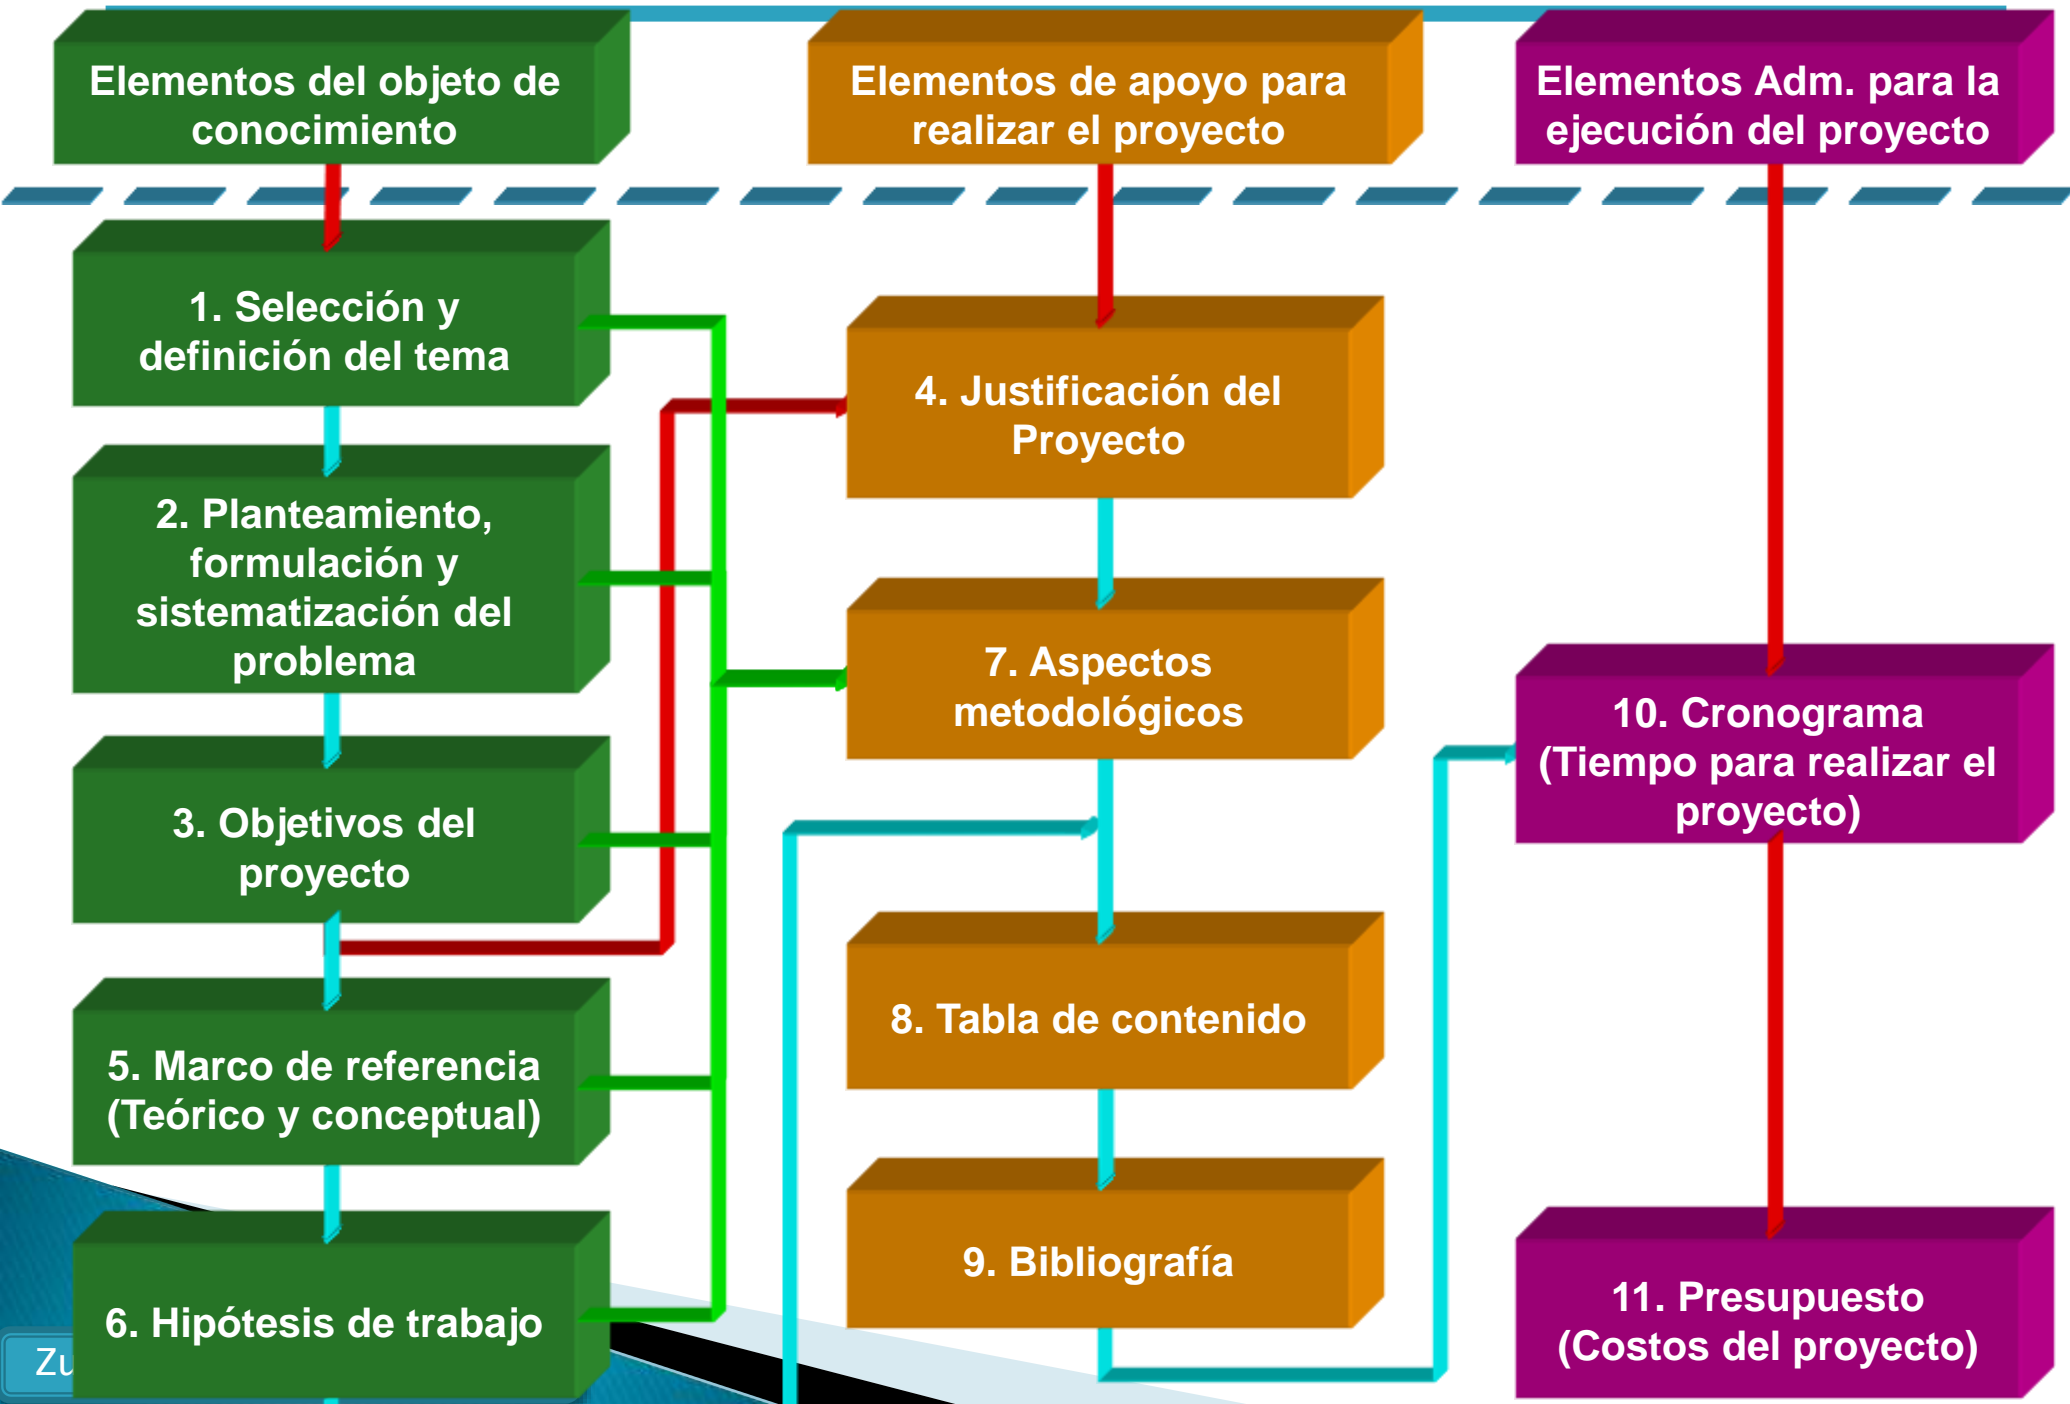 Elementos del objeto de
conocimiento
Elementos de apoyo para
realizar el proyecto
Elementos Adm. para la
ejecución del proyecto
1. Selección y
definición del tema
2. Planteamiento,
formulación y
sistematización del
problema
3. Objetivos del
proyecto
5. Marco de referencia
(Teórico y conceptual)
6. Hipótesis de trabajo
4. Justificación del
Proyecto
7. Aspectos
metodológicos
8. Tabla de contenido
9. Bibliografía
10. Cronograma
(Tiempo para realizar el
proyecto)
11. Presupuesto
(Costos del proyecto)